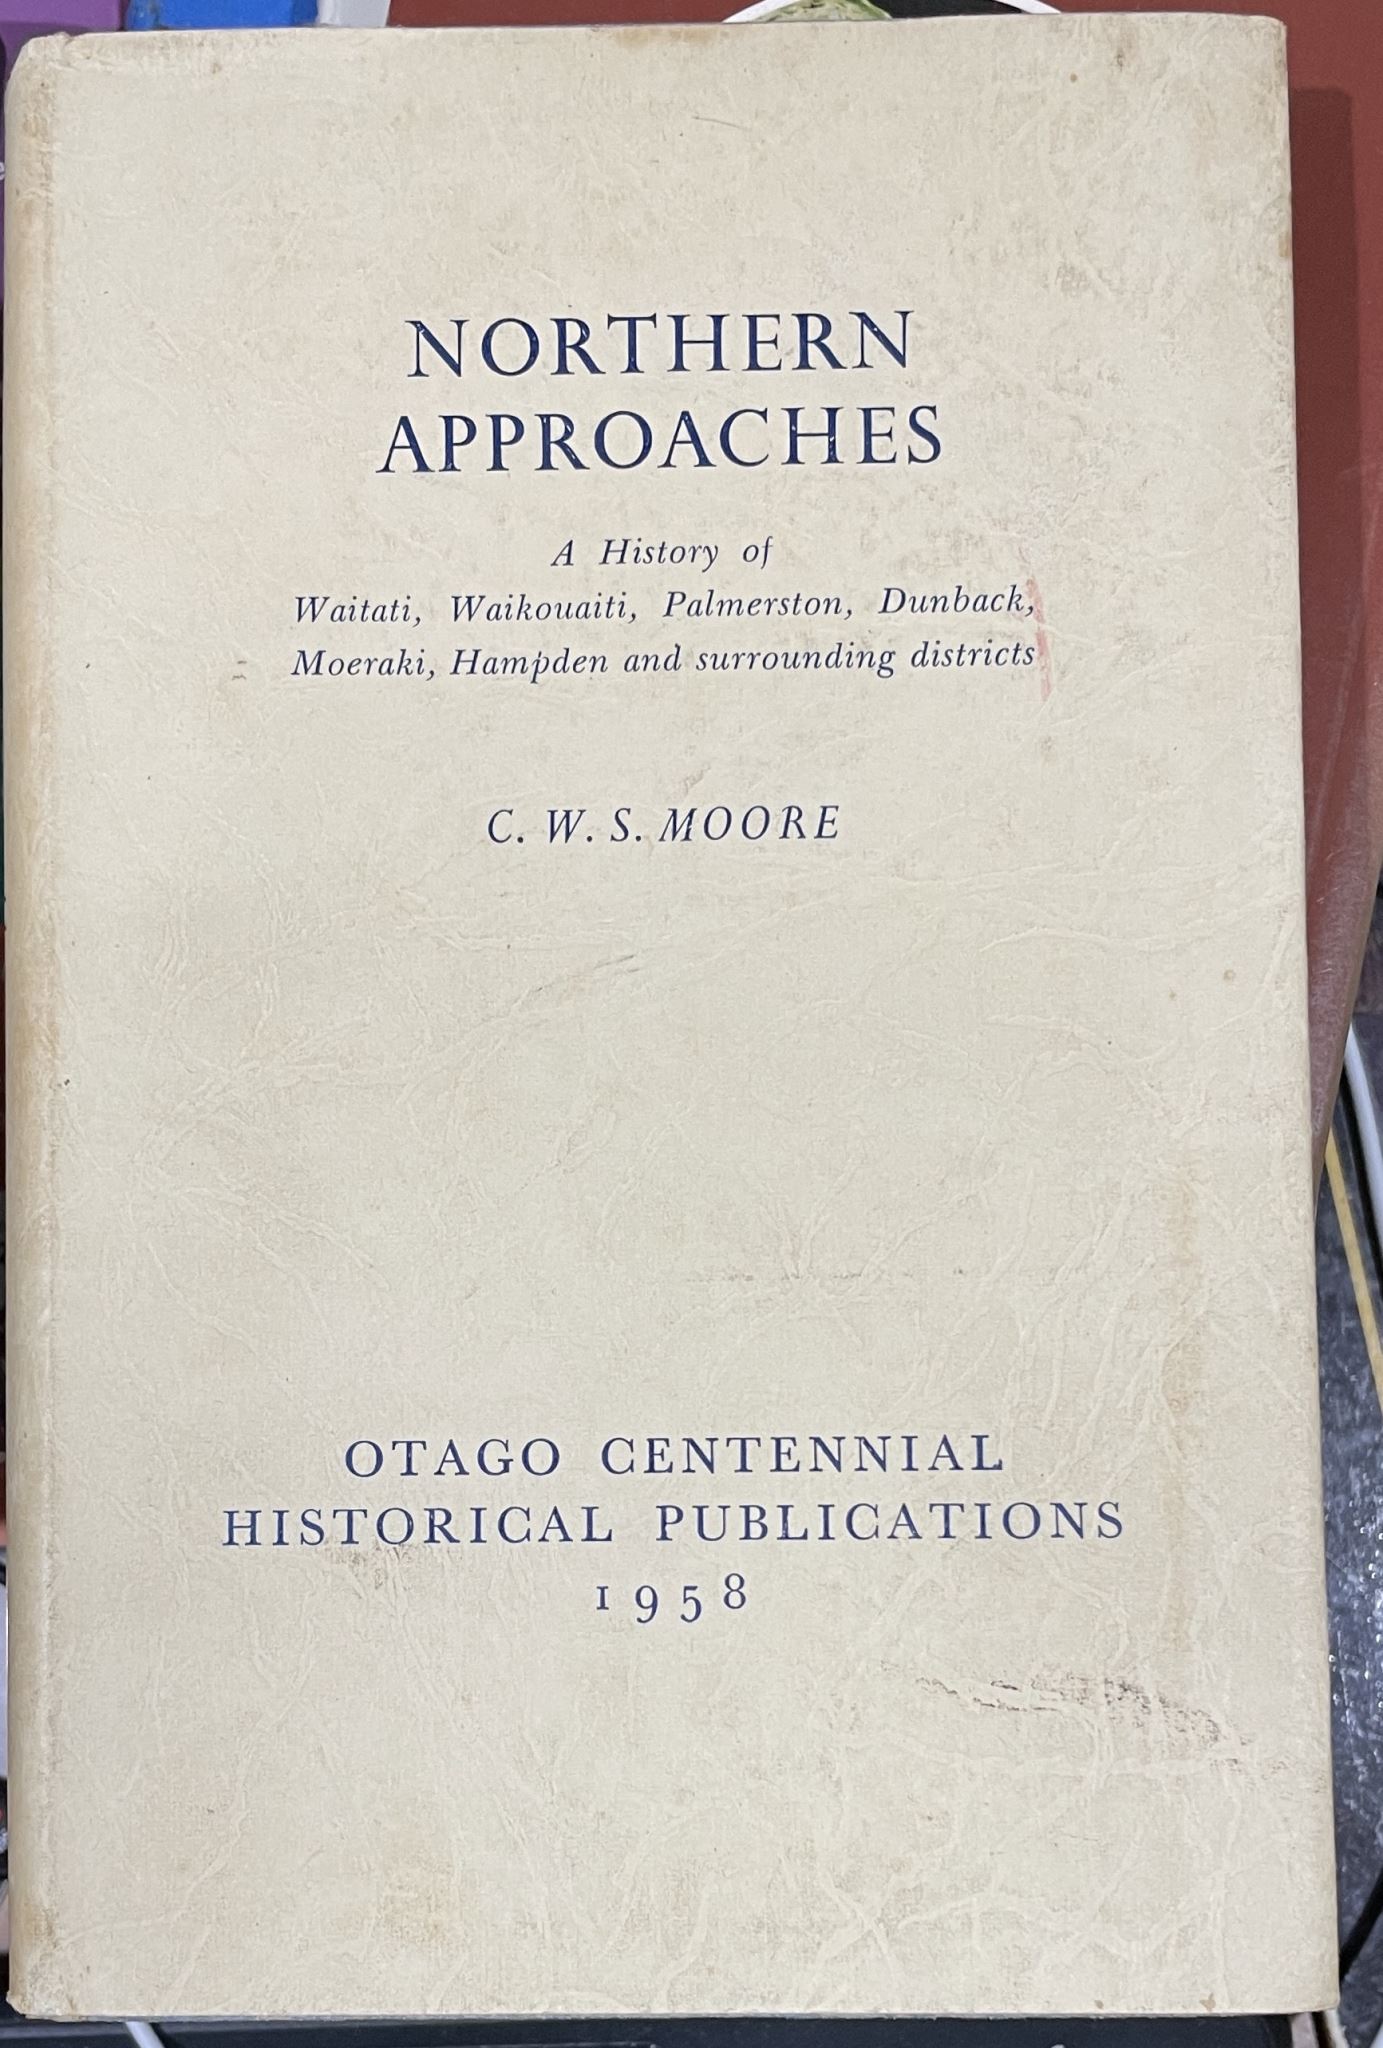 NORTHERN
APPROACHES
A History of
Waitati, Waikouaiti, Palmerston, Dunback,
Moeraki, Hampden and surrounding districts
C. W. S. MOORE
OTAGO CENTENNIAL
HISTORICAL PUBLICATIONS
1958